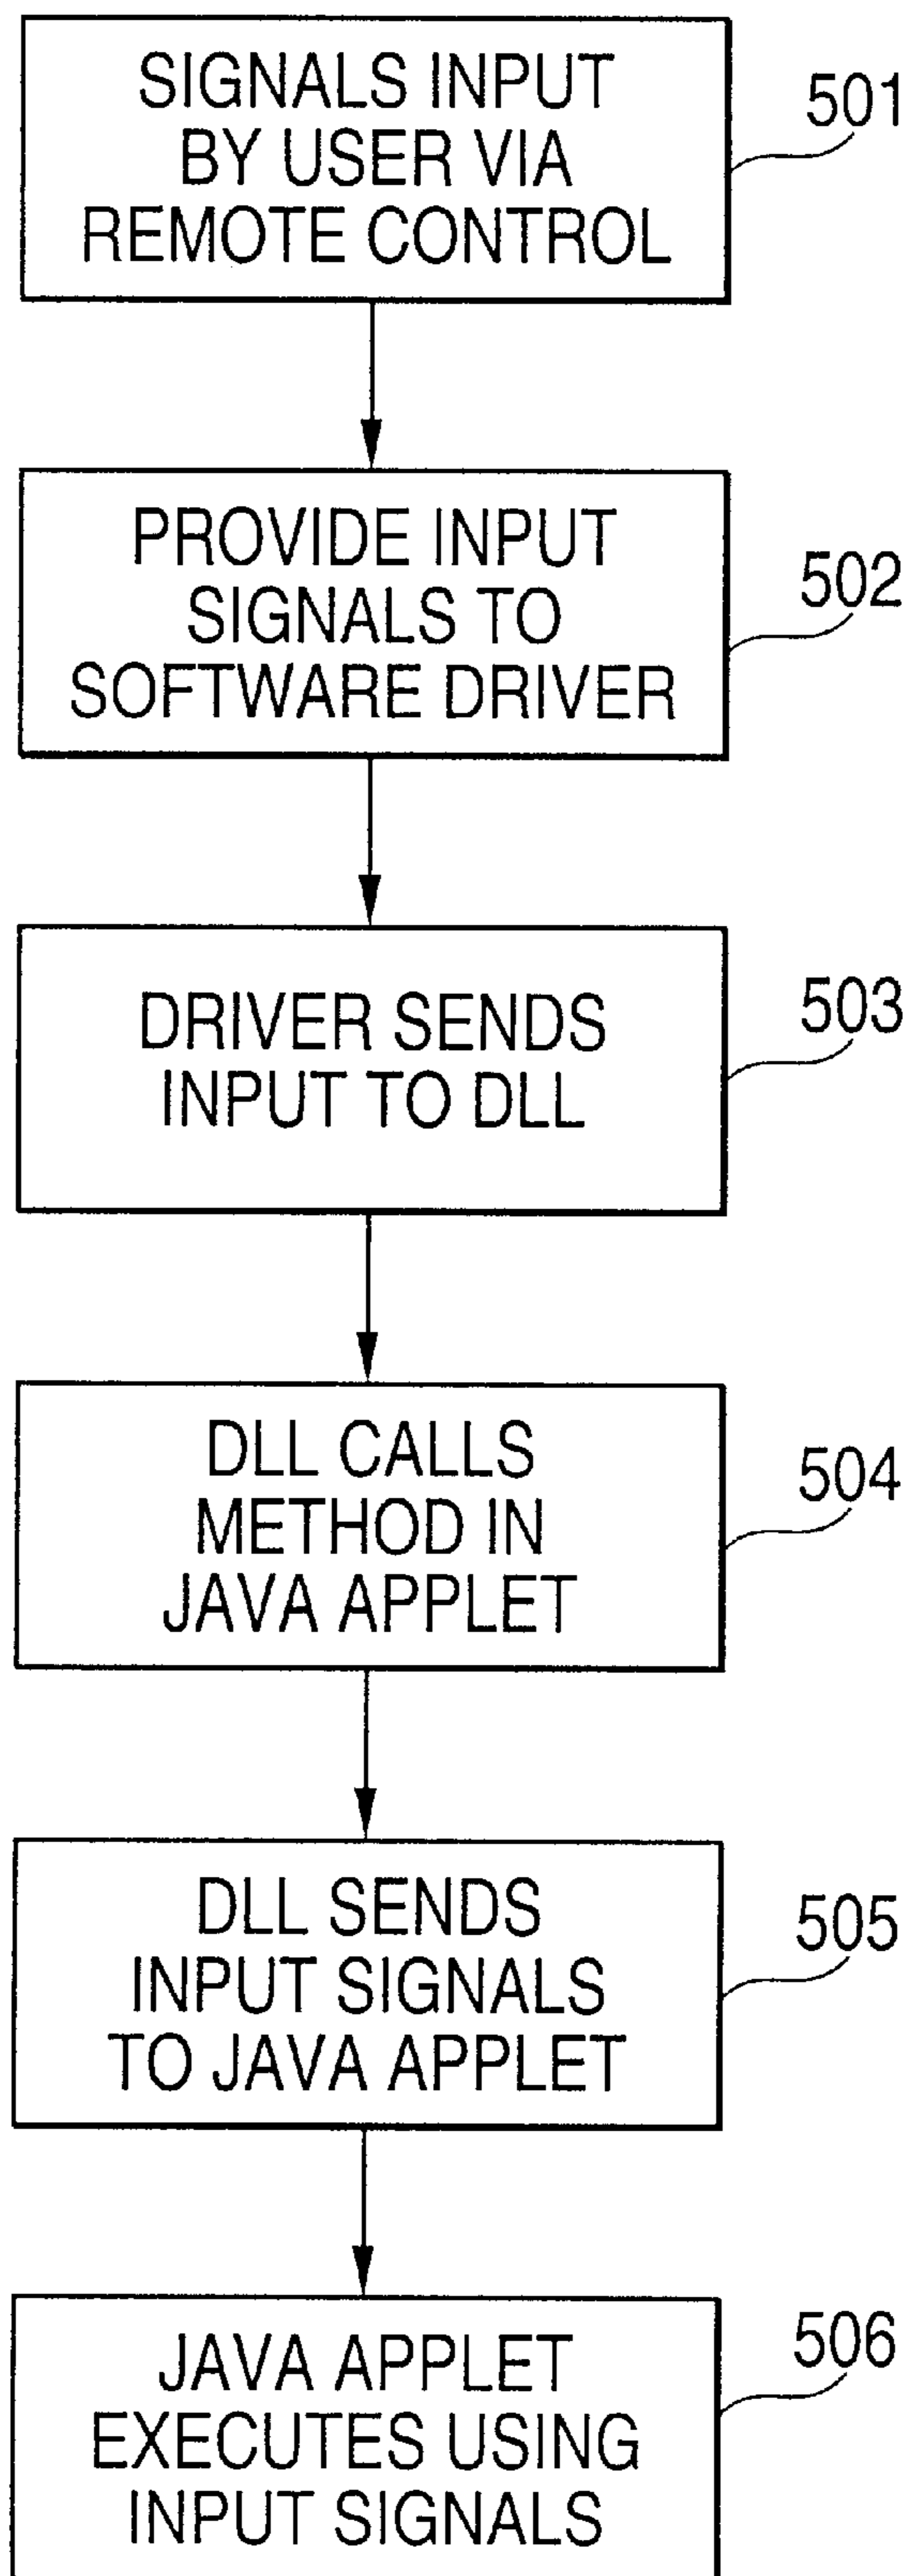 SIGNALS INPUT
BY USER VIA
REMOTE CONTROL
501
PROVIDE INPUT
SIGNALS TO
SOFTWARE DRIVER
502
DRIVER SENDS
INPUT TO DLL
503
DLL CALLS
METHOD IN
JAVA APPLET
504
DLL SENDS
INPUT SIGNALS
TO JAVA APPLET
505
JAVA APPLET
EXECUTES USING
INPUT SIGNALS
506